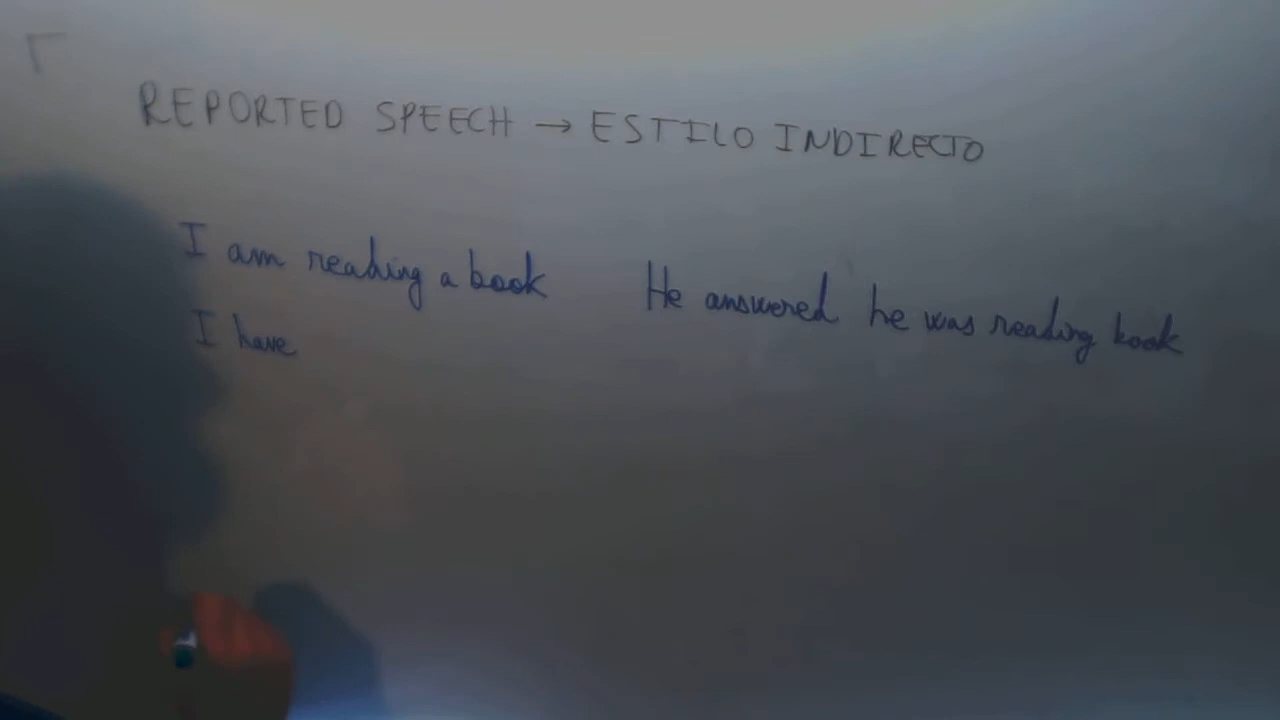 REPORTED SPEECH → ESTILO INDIRECTO
I am reading a book He answered he was reading book
I have